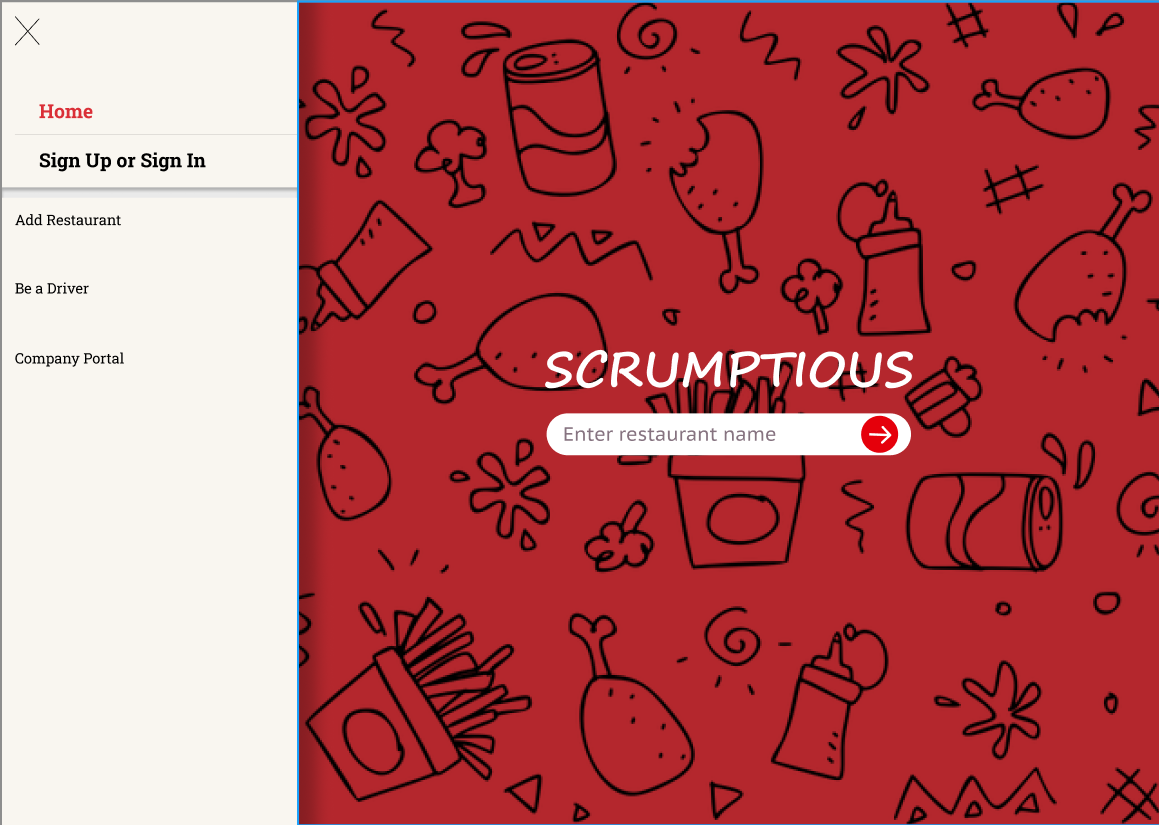 Home
Sign Up or Sign In
Add Restaurant
Be a Driver
Company Portal
SCRUMPTIOUS
Enter restaurant name